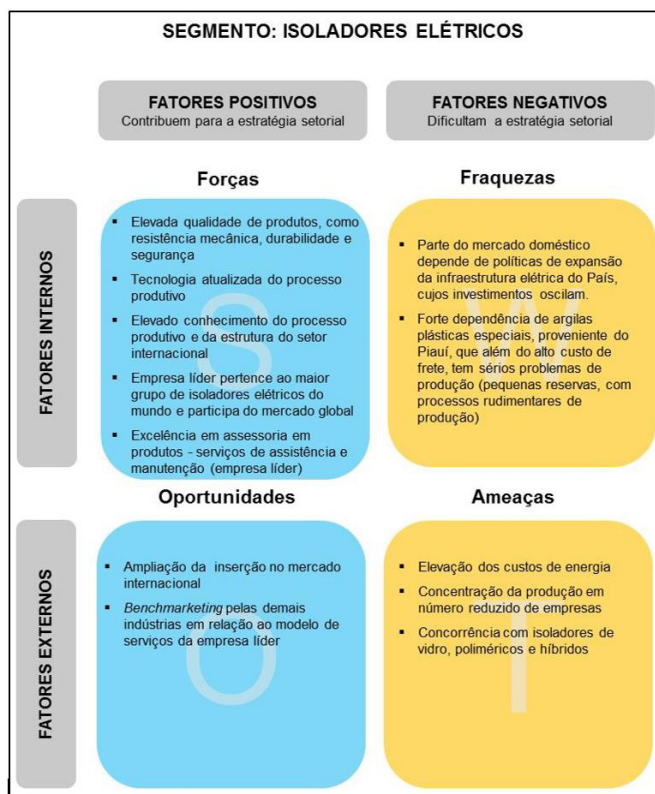 SEGMENTO: ISOLADORES ELÉTRICOS
FATORES POSITIVOS
Contribuem para a estratégia setorial
FATORES NEGATIVOS
Dificultam a estratégia setorial
FATORES INTERNOS
Forças
S
▪ Elevada qualidade de produtos, como
resistência mecânica, durabilidade e
segurança
▪ Tecnologia atualizada do processo
produtivo
▪ Elevado conhecimento do processo
produtivo e da estrutura do setor
internacional
▪ Empresa líder pertence ao maior
grupo de isoladores elétricos do
mundo e participa do mercado global
▪ Excelência em assessoria em
produtos - serviços de assistência e
manutenção (empresa líder)
Fraquezas
W
▪ Parte do mercado doméstico
depende de políticas de expansão
da infraestrutura elétrica do País,
cujos investimentos oscilam.
▪ Forte dependência de argilas
plásticas especiais, proveniente do
Piauí, que além do alto custo de
frete, tem sérios problemas de
produção (pequenas reservas, com
processos rudimentares de
produção)
FATORES EXTERNOS
Oportunidades
O
▪ Ampliação da inserção no mercado
internacional
▪ Benchmarketing pelas demais
indústrias em relação ao modelo de
serviços da empresa líder
Ameaças
T
▪ Elevação dos custos de energia
▪ Concentração da produção em
número reduzido de empresas
▪ Concorrência com isoladores de
vidro, poliméricos e híbridos